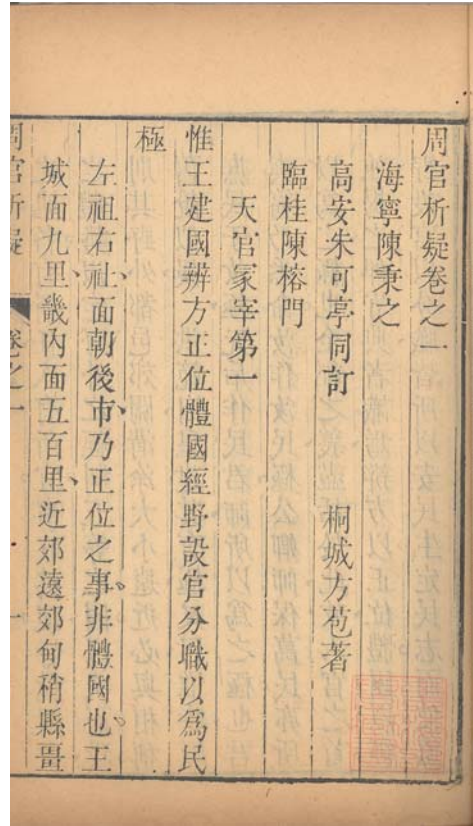 周官析疑卷之一
海寧陳秉之
高安朱可亭同訂 桐城方苞著
臨桂陳榕門
天官冢宰第一
惟王建國辨方正位體國經野設官分職以爲民
極
左祖右社、面朝後市、乃正位之事。非體國也。王
城面九里、畿內面五百里、近郊遠郊甸稍縣畺
周官析疑 卷之一 一